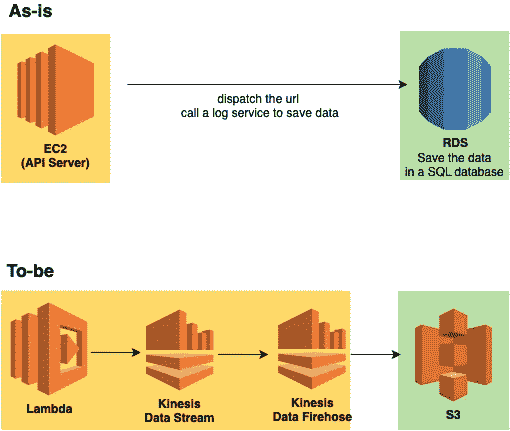 As-is
dispatch the url
call a log service to save data
EC2
(APi Server)
RDS
Save the data
in a SQL database
To-be
Lambda
Kinesis
Data Stream
Kinesis
Data Firehose
S3